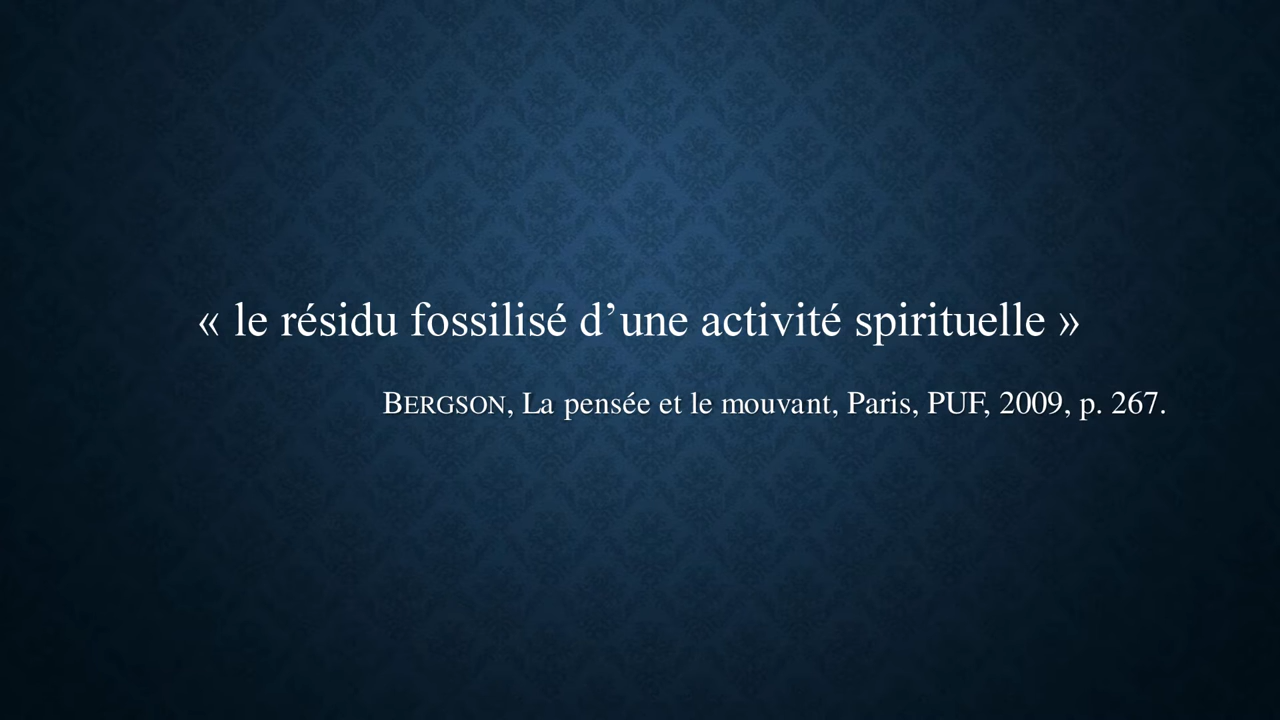 « le résidu fossilisé d’une activité spirituelle »
BERGSON, La pensée et le mouvant, Paris, PUF, 2009, p. 267.